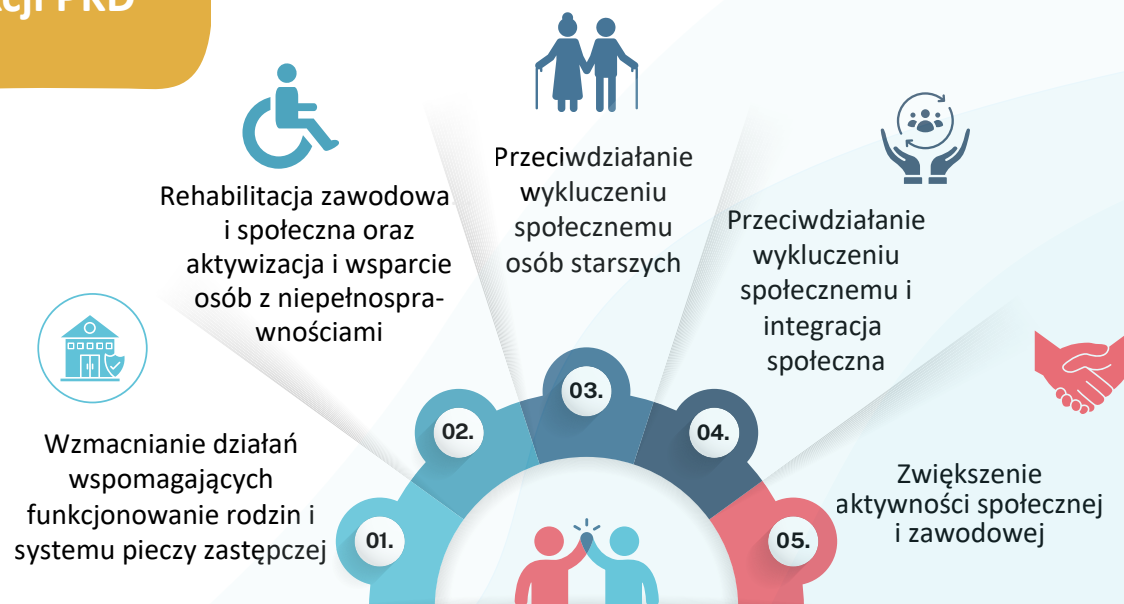 PRD
Wzmacnianie działań
wspomagających
funkcjonowanie rodzin i
systemu pieczy zastępczej
01.
Rehabilitacja zawodowa
i społeczna oraz
aktywizacja i wsparcie
osób z niepełnospra-
wnościami
02.
Przeciwdziałanie
wykluczeniu
społecznemu
osób starszych
03.
Przeciwdziałanie
wykluczeniu
społecznemu i
integracja
społeczna
04.
Zwiększenie
aktywności społecznej
i zawodowej
05.